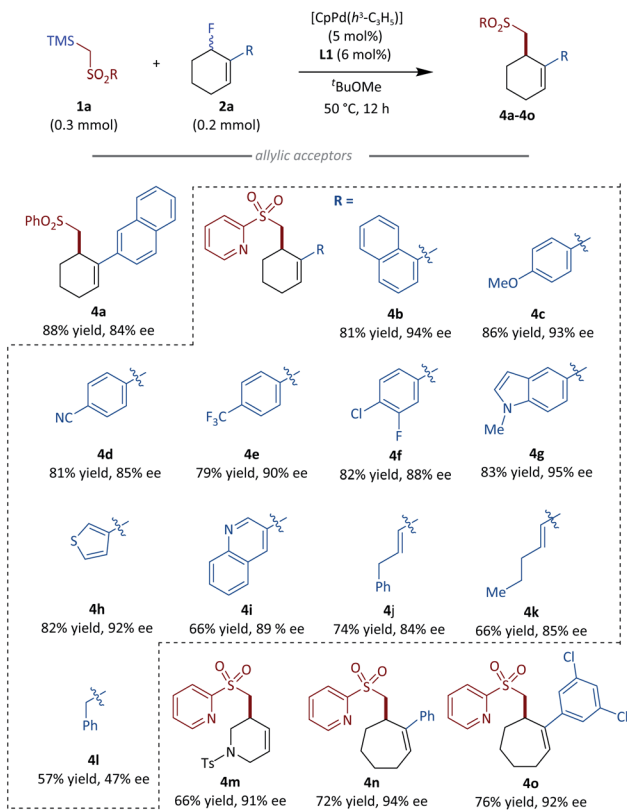 TMS
SO₂R
1a
(0.3 mmol)
+
F
R
2a
(0.2 mmol)
[CpPd(h³-C₃H₅)]
(5 mol%)
L1 (6 mol%)
ᵗBuOMe
50 °C, 12 h
RO₂S
R
4a-4o
allylic acceptors
PhO₂S
4a
88% yield, 84% ee
O O
S
N
R
R =
4b
81% yield, 94% ee
MeO
4c
86% yield, 93% ee
NC
4d
81% yield, 85% ee
F₃C
4e
79% yield, 90% ee
Cl
F
4f
82% yield, 88% ee
N
Me
4g
83% yield, 95% ee
S
4h
82% yield, 92% ee
N
4i
66% yield, 89 % ee
Ph
4j
74% yield, 84% ee
Me
4k
66% yield, 85% ee
Ph
4l
57% yield, 47% ee
O O
S
N
Ts N
4m
66% yield, 91% ee
O O
S
N
Ph
4n
72% yield, 94% ee
O O
S
N
Cl
Cl
4o
76% yield, 92% ee